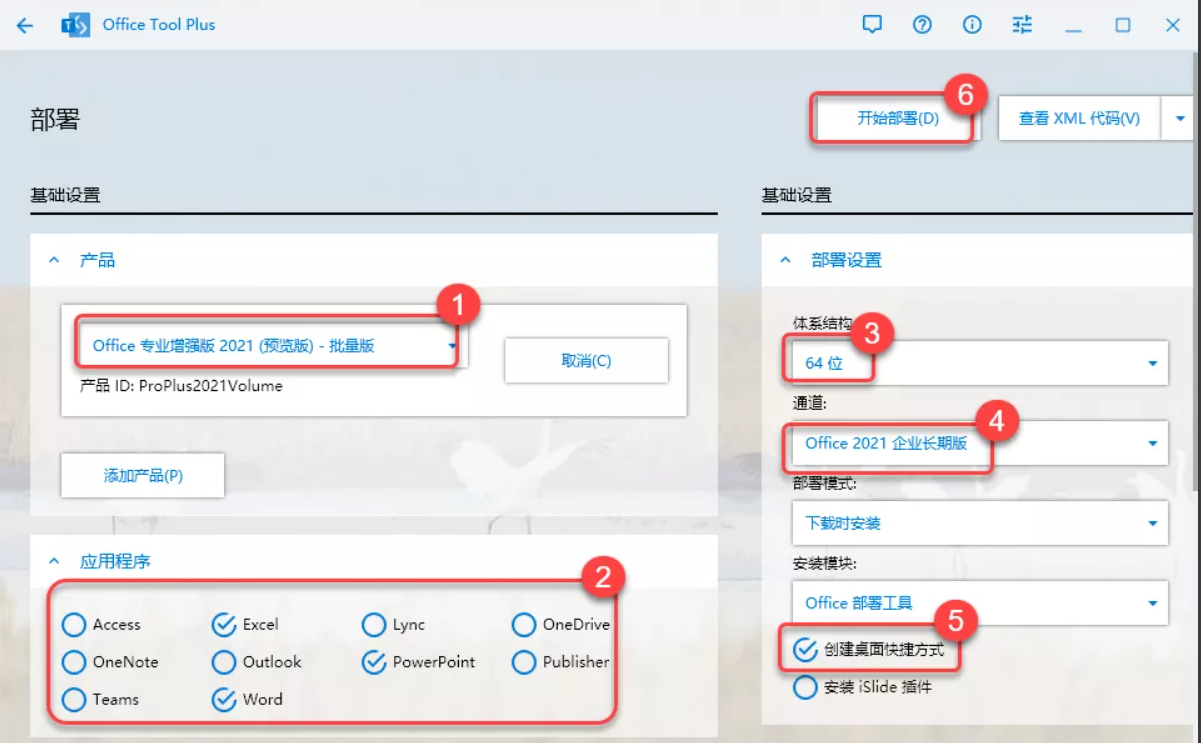 Office Tool Plus
部署
6
开始部署(D)
查看 XML 代码(V)
基础设置
基础设置
产品
部署设置
1
Office 专业增强版 2021 (预览版) - 批量版
取消(C)
产品 ID: ProPlus2021Volume
添加产品(P)
体系结构
3
64 位
通道:
4
Office 2021 企业长期版
部署模式:
下载时安装
安装模块:
Office 部署工具
5
创建桌面快捷方式
安装 iSlide 插件
应用程序
2
Access
Excel
Lync
OneDrive
OneNote
Outlook
PowerPoint
Publisher
Teams
Word